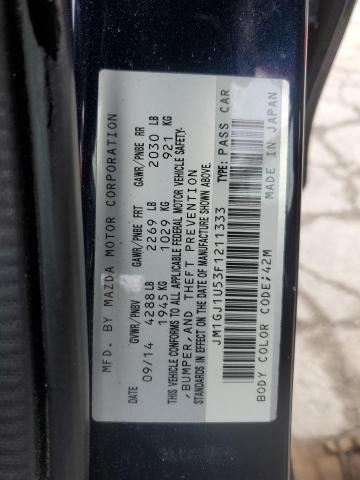 MFD. BY MAZDA MOTOR CORPORATION
DATE GVWR/PNBV GAWR/PNBE FRT GAWR/PNBE RR
09/14 4288 LB 2269 LB 2030 LB
1945 KG 1029 KG 921 KG
THIS VEHICLE CONFORMS TO ALL APPLICABLE FEDERAL MOTOR VEHICLE SAFETY-
,BUMPER,AND THEFT PREVENTION
STANDARDS IN EFFECT ON THE DATE OF MANUFACTURE SHOWN ABOVE.
JM1GJ1U53F1211333 TYPE: PASS CAR
BODY COLOR CODE:42M MADE IN JAPAN